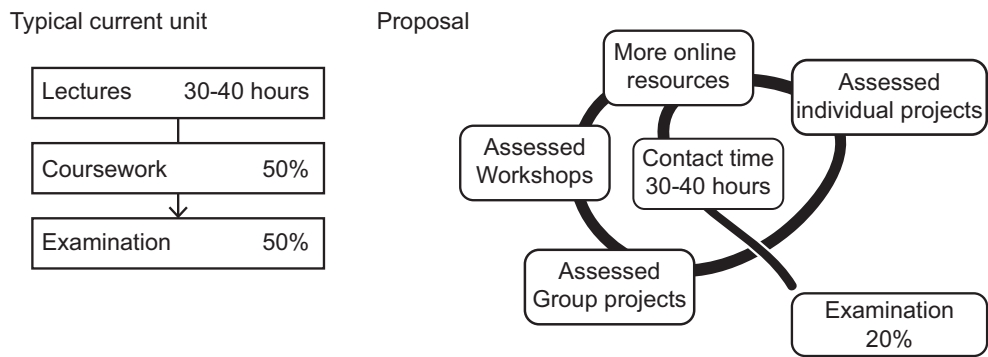 Typical current unit
Lectures 30-40 hours
Coursework 50%
Examination 50%
Proposal
More online
resources
Assessed
individual projects
Assessed
Workshops
Contact time
30-40 hours
Assessed
Group projects
Examination
20%